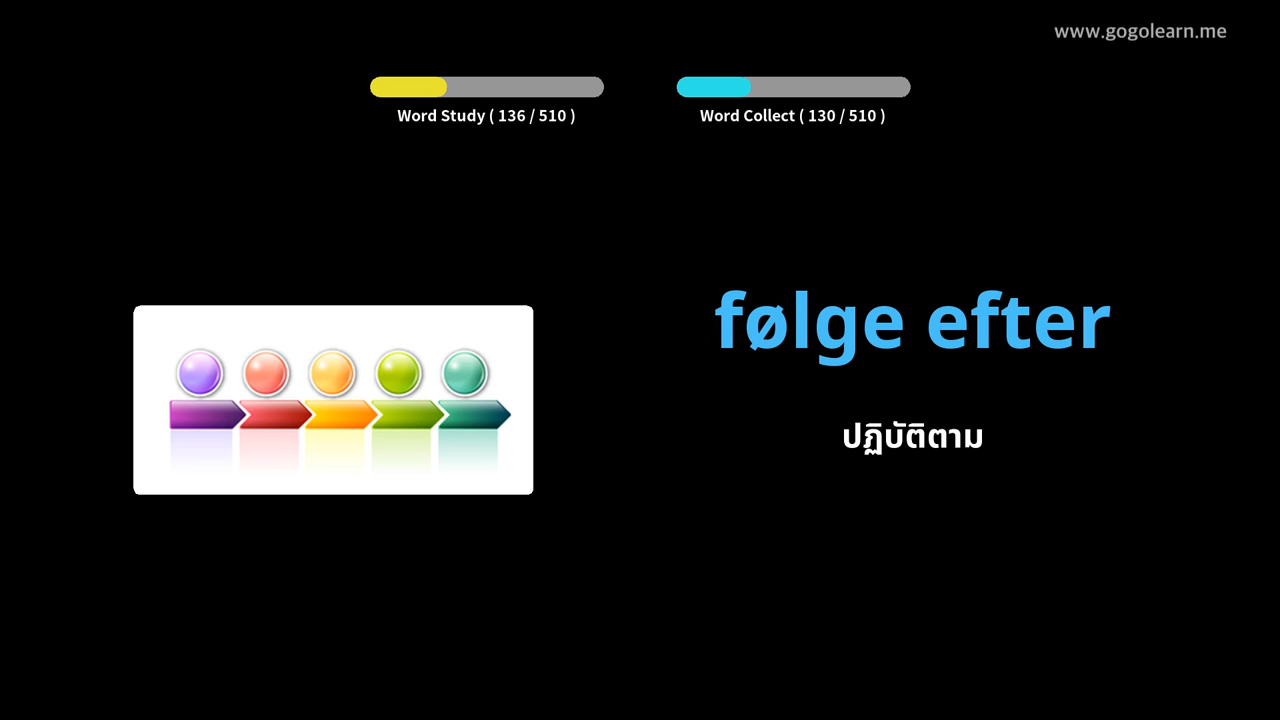 www.gogolearn.me
Word Study ( 136 / 510 )
Word Collect ( 130 / 510 )
følge efter
ปฏิบัติตาม